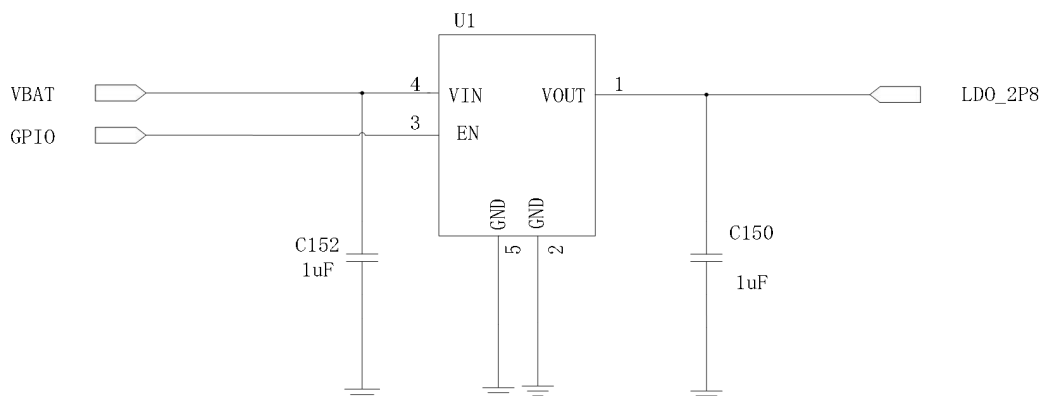 U1
VBAT
4
VIN
VOUT
1
LDO_2P8
GPIO
3
EN
GND
GND
5
2
C152
1uF
C150
1uF